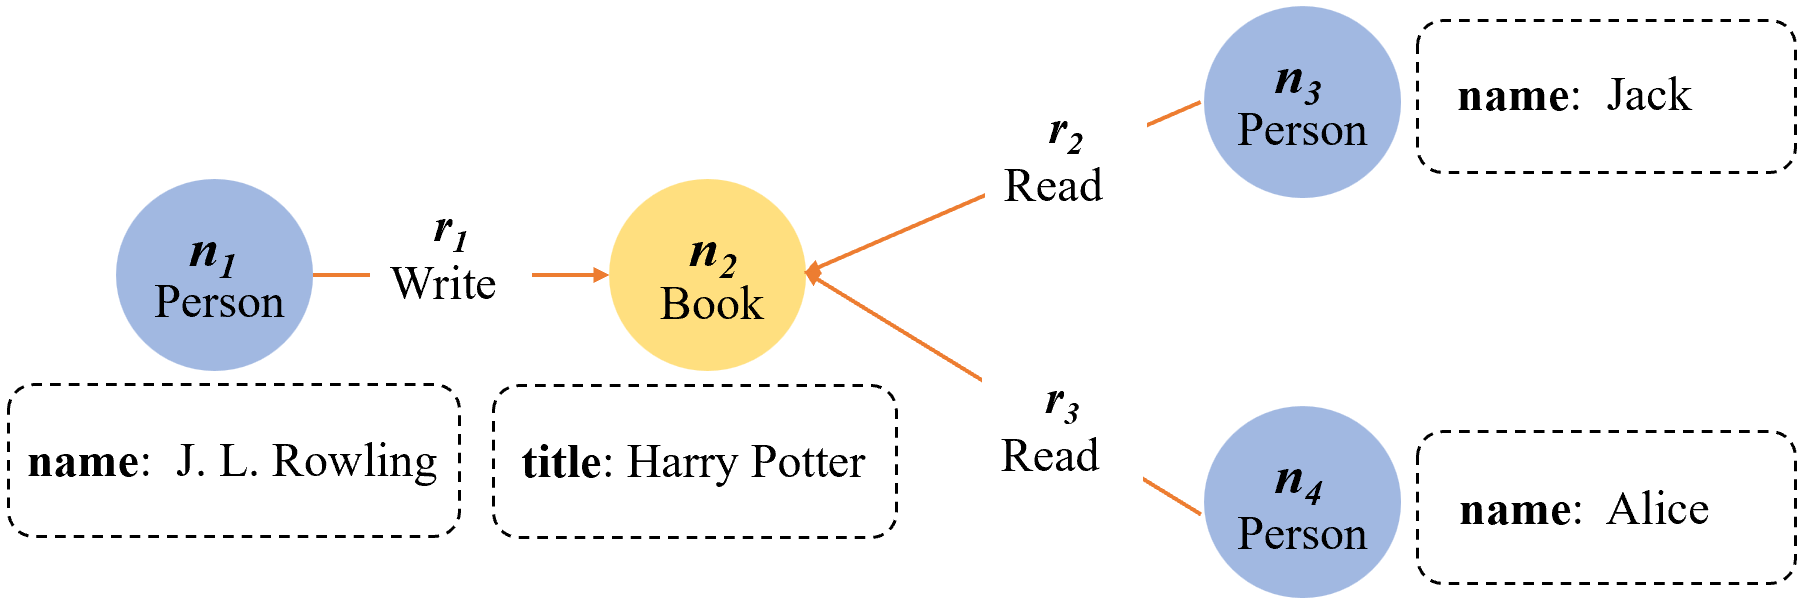 n1
Person
name: J. L. Rowling
r1
Write
n2
Book
title: Harry Potter
r2
Read
n3
Person
name: Jack
r3
Read
n4
Person
name: Alice